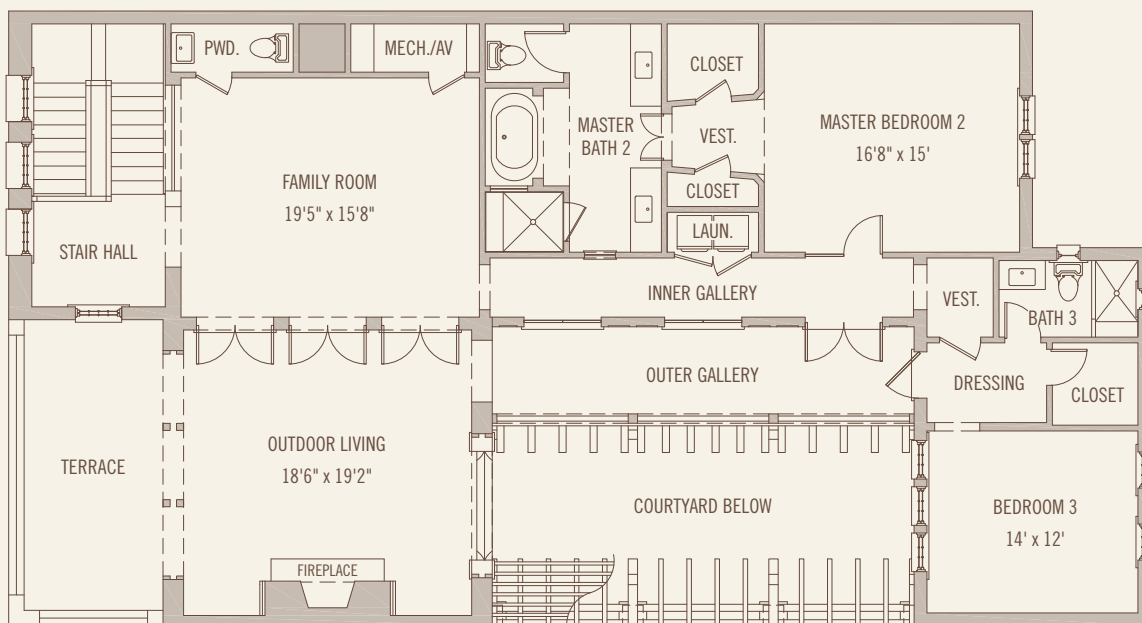 PWD.
MECH./AV
CLOSET
MASTER
BATH 2
VEST.
MASTER BEDROOM 2
16'8" x 15'
FAMILY ROOM
19'5" x 15'8"
CLOSET
LAUN.
STAIR HALL
INNER GALLERY
VEST.
BATH 3
OUTER GALLERY
DRESSING
CLOSET
TERRACE
OUTDOOR LIVING
18'6" x 19'2"
COURTYARD BELOW
BEDROOM 3
14' x 12'
FIREPLACE